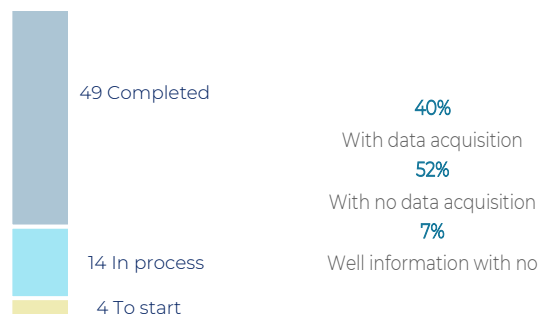 49 Completed
14 In process
4 To start
40%
With data acquisition
52%
With no data acquisition
7%
Well information with no